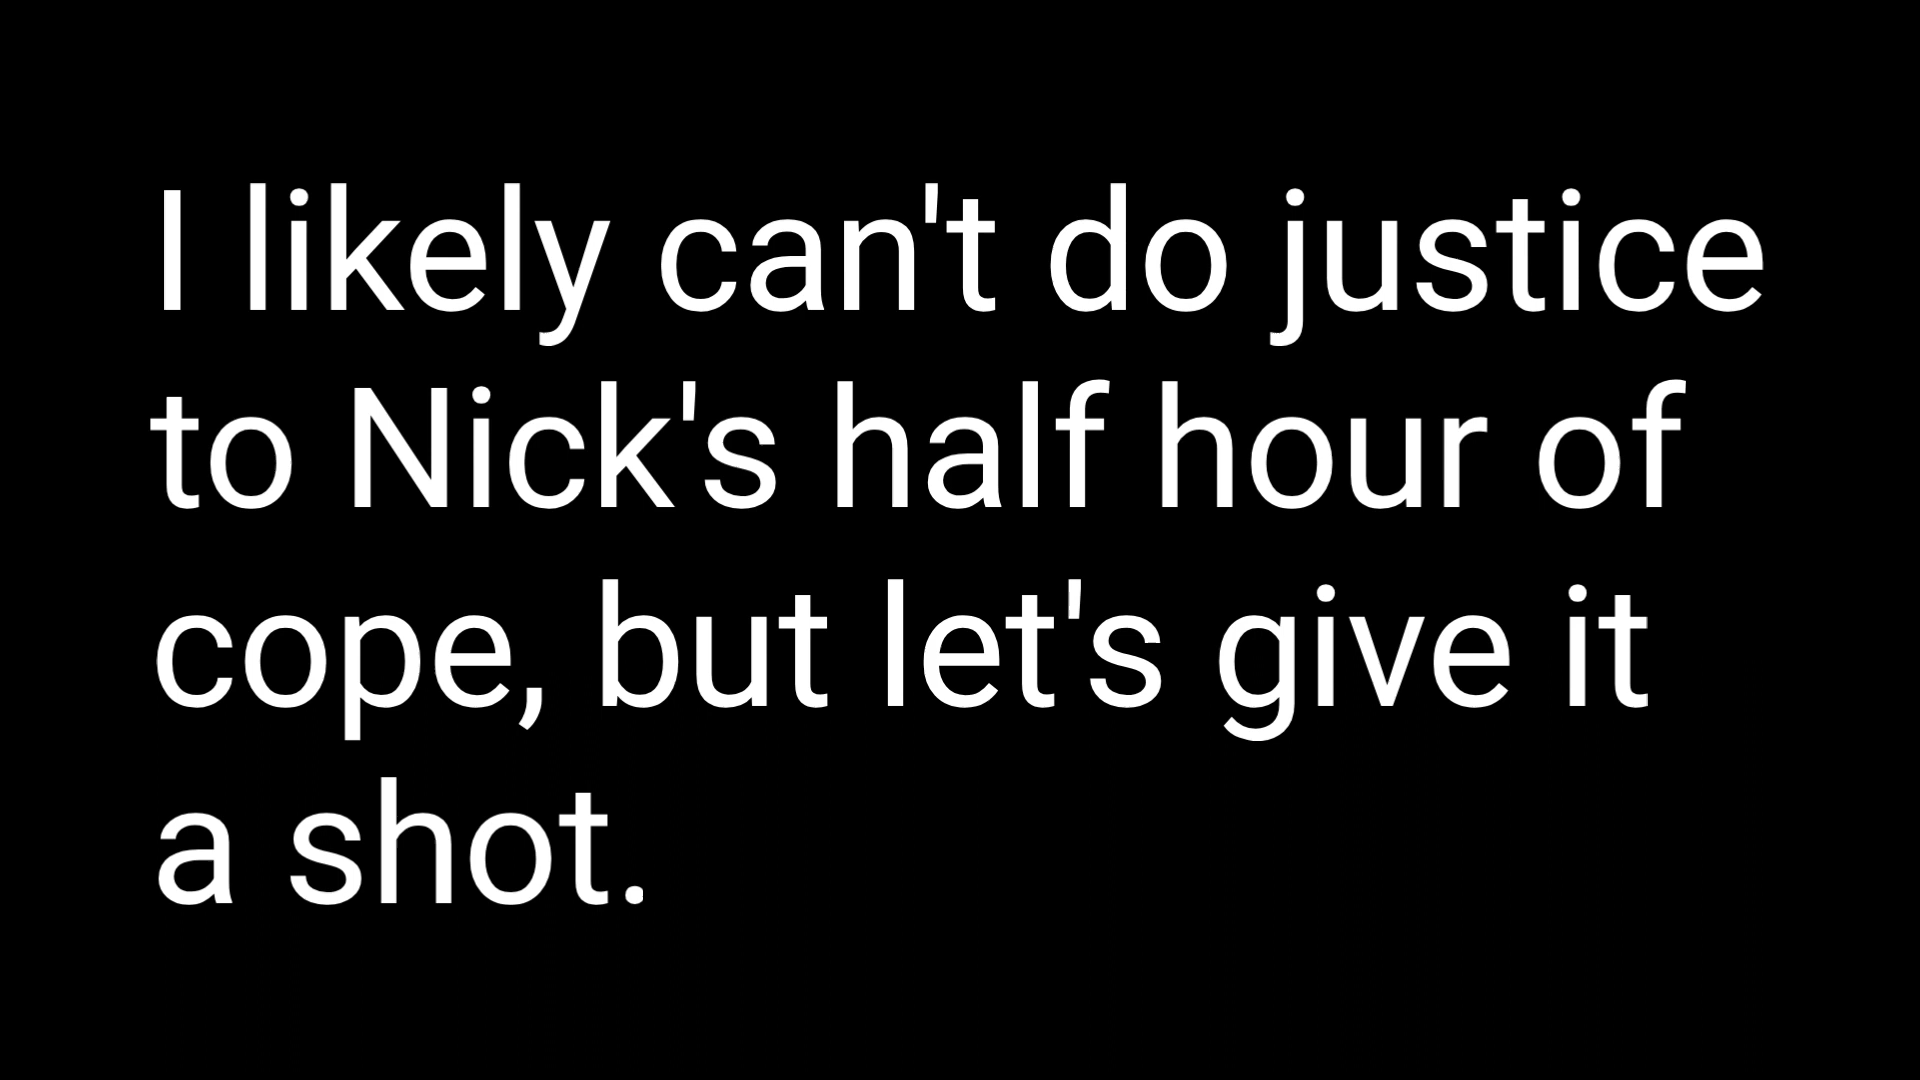 I likely can't do justice
to Nick's half hour of
cope, but let's give it
a shot.